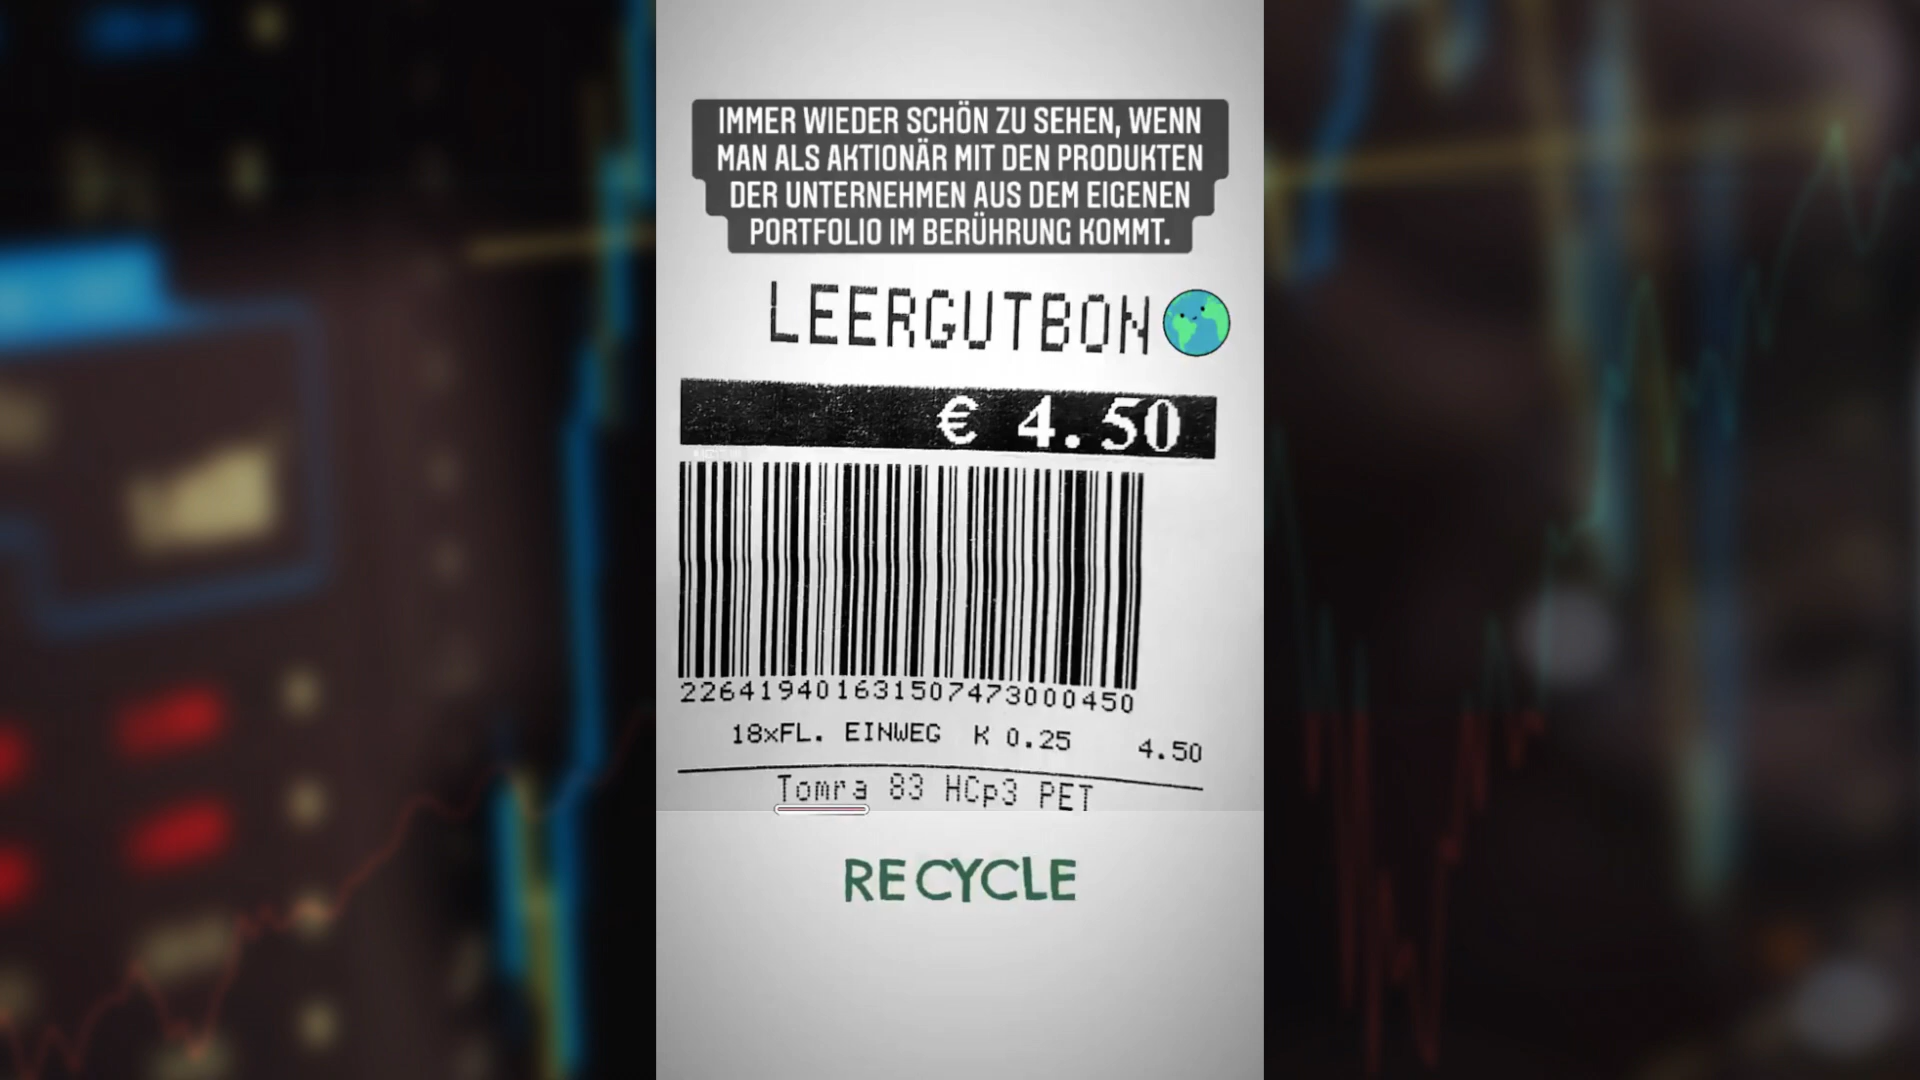 IMMER WIEDER SCHÖN ZU SEHEN, WENN
MAN ALS AKTIONÄR MIT DEN PRODUKTEN
DER UNTERNEHMEN AUS DEM EIGENEN
PORTFOLIO IM BERÜHRUNG KOMMT.
LEERGUTBON
€ 4.50
226419401631507473000450
18xFL. EINWEG K 0.25 4.50
Tomra 83 HCp3 PET
RECYCLE